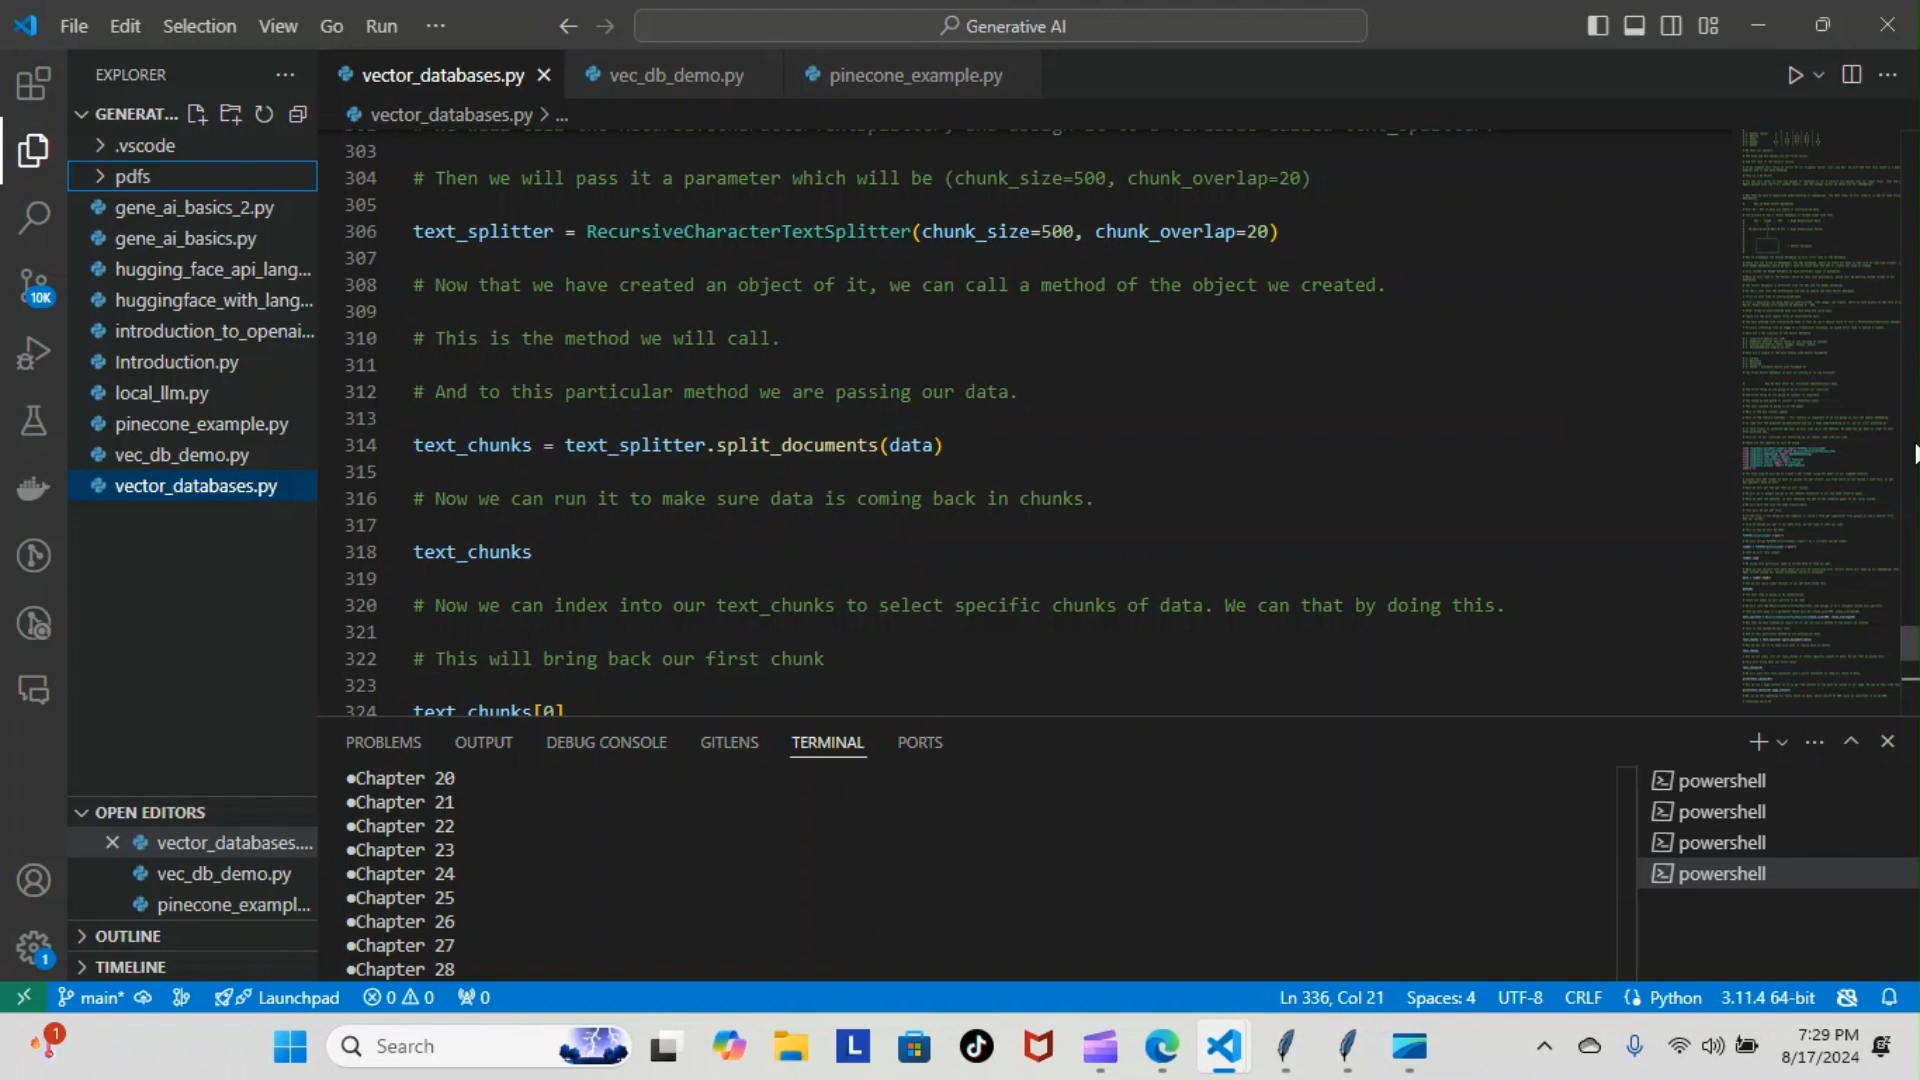 File Edit Selection View Go Run ···
Generative AI
EXPLORER
GENERAT...
.vscode
pdfs
gene_ai_basics_2.py
gene_ai_basics.py
hugging_face_api_lang...
huggingface_with_lang...
introduction_to_openai...
Introduction.py
local_llm.py
pinecone_example.py
vec_db_demo.py
vector_databases.py
10K
OPEN EDITORS
vector_databases....
vec_db_demo.py
pinecone_exampl...
OUTLINE
TIMELINE
1
vector_databases.py
vec_db_demo.py
pinecone_example.py
vector_databases.py > ...
303
304 # Then we will pass it a parameter which will be (chunk_size=500, chunk_overlap=20)
305
306 text_splitter = RecursiveCharacterTextSplitter(chunk_size=500, chunk_overlap=20)
307
308 # Now that we have created an object of it, we can call a method of the object we created.
309
310 # This is the method we will call.
311
312 # And to this particular method we are passing our data.
313
314 text_chunks = text_splitter.split_documents(data)
315
316 # Now we can run it to make sure data is coming back in chunks.
317
318 text_chunks
319
320 # Now we can index into our text_chunks to select specific chunks of data. We can that by doing this.
321
322 # This will bring back our first chunk
323
324 text_chunks[0]
PROBLEMS OUTPUT DEBUG CONSOLE GITLENS TERMINAL PORTS
●Chapter 20
●Chapter 21
●Chapter 22
●Chapter 23
●Chapter 24
●Chapter 25
●Chapter 26
●Chapter 27
●Chapter 28
powershell
powershell
powershell
powershell
main* Launchpad 0 0 0 Ln 336, Col 21 Spaces: 4 UTF-8 CRLF Python 3.11.4 64-bit
1
Search
L
7:29 PM
8/17/2024